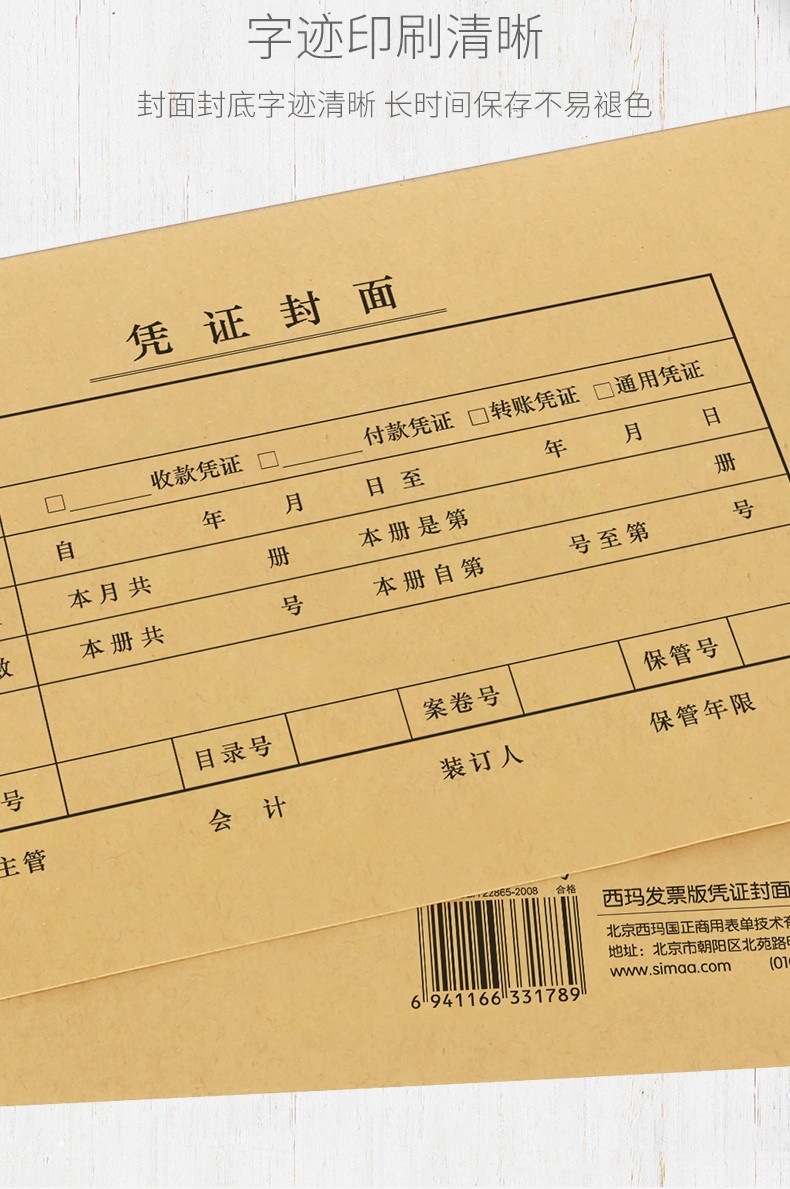 字迹印刷清晰
封面封底字迹清晰 长时间保存不易褪色
凭证封面
□________收款凭证 □________付款凭证 □转账凭证 □通用凭证
自 年 月 日 至 年 月 日
本月共 册 本册是第 册
本册共 号 本册自第 号至第 号
号 目录号 案卷号 保管号
主管 会计 装订人 保管年限
22865-2008 合格
6 941166 331789
西玛发票版凭证封面
北京西玛国正商用表单技术
地址：北京市朝阳区北苑路
www.simaa.com (010